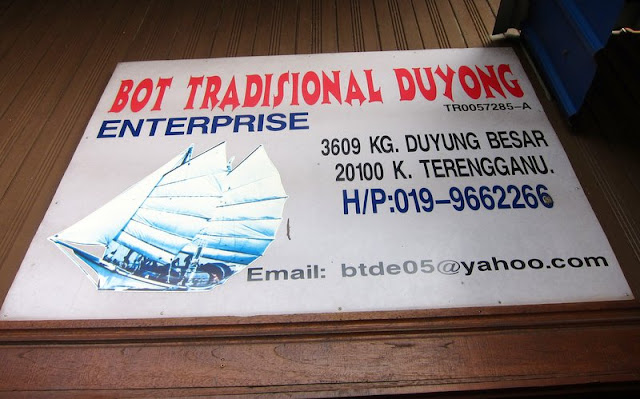 BOT TRADISIONAL DUYONG
TR0057285-A
ENTERPRISE
3609 KG. DUYUNG BESAR
20100 K. TERENGGANU.
H/P:019-9662266
Email: btde05@yahoo.com